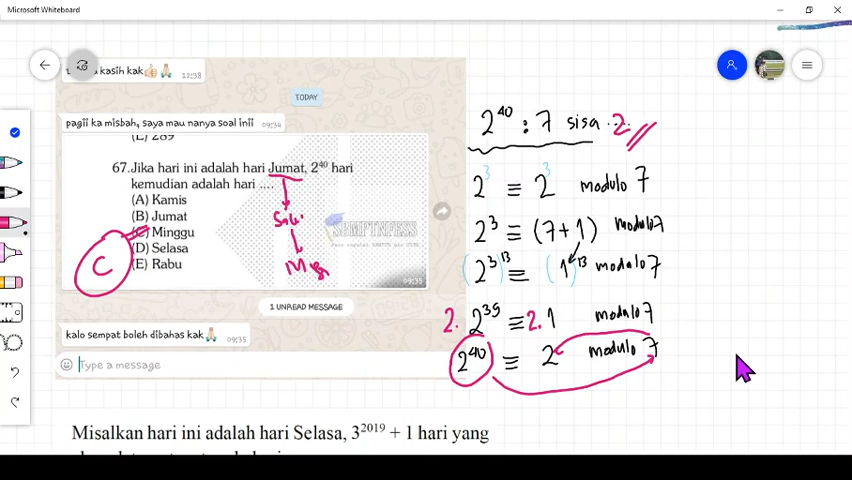 Microsoft Whiteboard
kasih kak👍🙏
12:38
TODAY
pagii ka misbah, saya mau nanya soal inii 09:34
(E) 289
67.Jika hari ini adalah hari Jumat, 2⁴⁰ hari
kemudian adalah hari ....
(A) Kamis
(B) Jumat
(C) Minggu
(D) Selasa
(E) Rabu
C
SBMPTNFESS
09:35
1 UNREAD MESSAGE
kalo sempat boleh dibahas kak🙏 09:35
Type a message
2⁴⁰ : 7 sisa 2
2³ ≡ 2³ modulo 7
2³ ≡ (7+1) modulo 7
(2³)¹³ ≡ (1)¹³ modulo 7
2. 2³⁹ ≡ 2. 1 modulo 7
2⁴⁰ ≡ 2 modulo 7
Misalkan hari ini adalah hari Selasa, 3²⁰¹⁹ + 1 hari yang